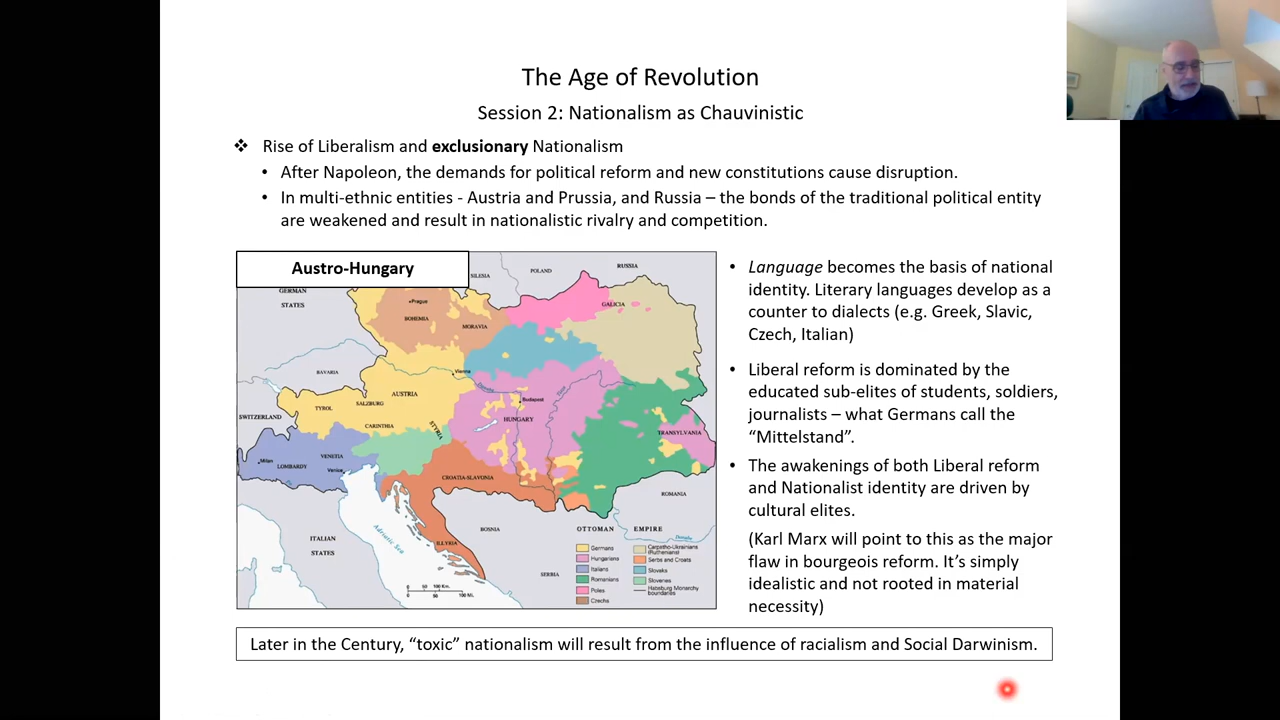 The Age of Revolution
Session 2: Nationalism as Chauvinistic
❖ Rise of Liberalism and exclusionary Nationalism
• After Napoleon, the demands for political reform and new constitutions cause disruption.
• In multi-ethnic entities - Austria and Prussia, and Russia – the bonds of the traditional political entity
are weakened and result in nationalistic rivalry and competition.
Austro-Hungary
SILESIA
POLAND
RUSSIA
GERMAN
STATES
Prague
BOHEMIA
MORAVIA
GALICIA
BAVARIA
Vienna
AUSTRIA
Budapest
TYROL
SALZBURG
SWITZERLAND
CARINTHIA
STYRIA
HUNGARY
TRANSYLVANIA
Milan
LOMBARDY
VENETIA
Venice
CROATIA-SLAVONIA
ROMANIA
Adriatic Sea
BOSNIA
OTTOMAN EMPIRE
Danube
ITALIAN
STATES
ILLYSIA
SERBIA
0 50 100 Km.
0 50 100 Mi.
Germans
Hungarians
Italians
Romanians
Poles
Czechs
Carpatho-Ukrainians
(Ruthenians)
Serbs and Croats
Slovaks
Slovenes
Habsburg Monarchy
boundaries
• Language becomes the basis of national
identity. Literary languages develop as a
counter to dialects (e.g. Greek, Slavic,
Czech, Italian)
• Liberal reform is dominated by the
educated sub-elites of students, soldiers,
journalists – what Germans call the
“Mittelstand”.
• The awakenings of both Liberal reform
and Nationalist identity are driven by
cultural elites.
(Karl Marx will point to this as the major
flaw in bourgeois reform. It’s simply
idealistic and not rooted in material
necessity)
Later in the Century, “toxic” nationalism will result from the influence of racialism and Social Darwinism.